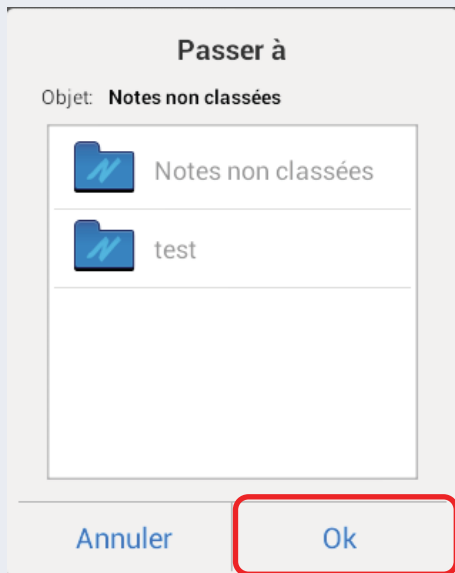 Passer à
Objet: Notes non classées
Notes non classées
test
Annuler Ok